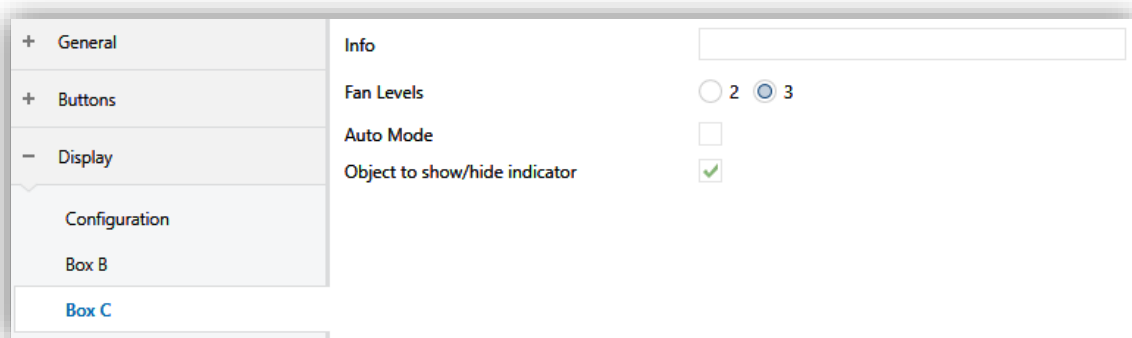 General
Buttons
Display
Configuration
Box B
Box C
Info
Fan Levels 2 3
Auto Mode
Object to show/hide indicator